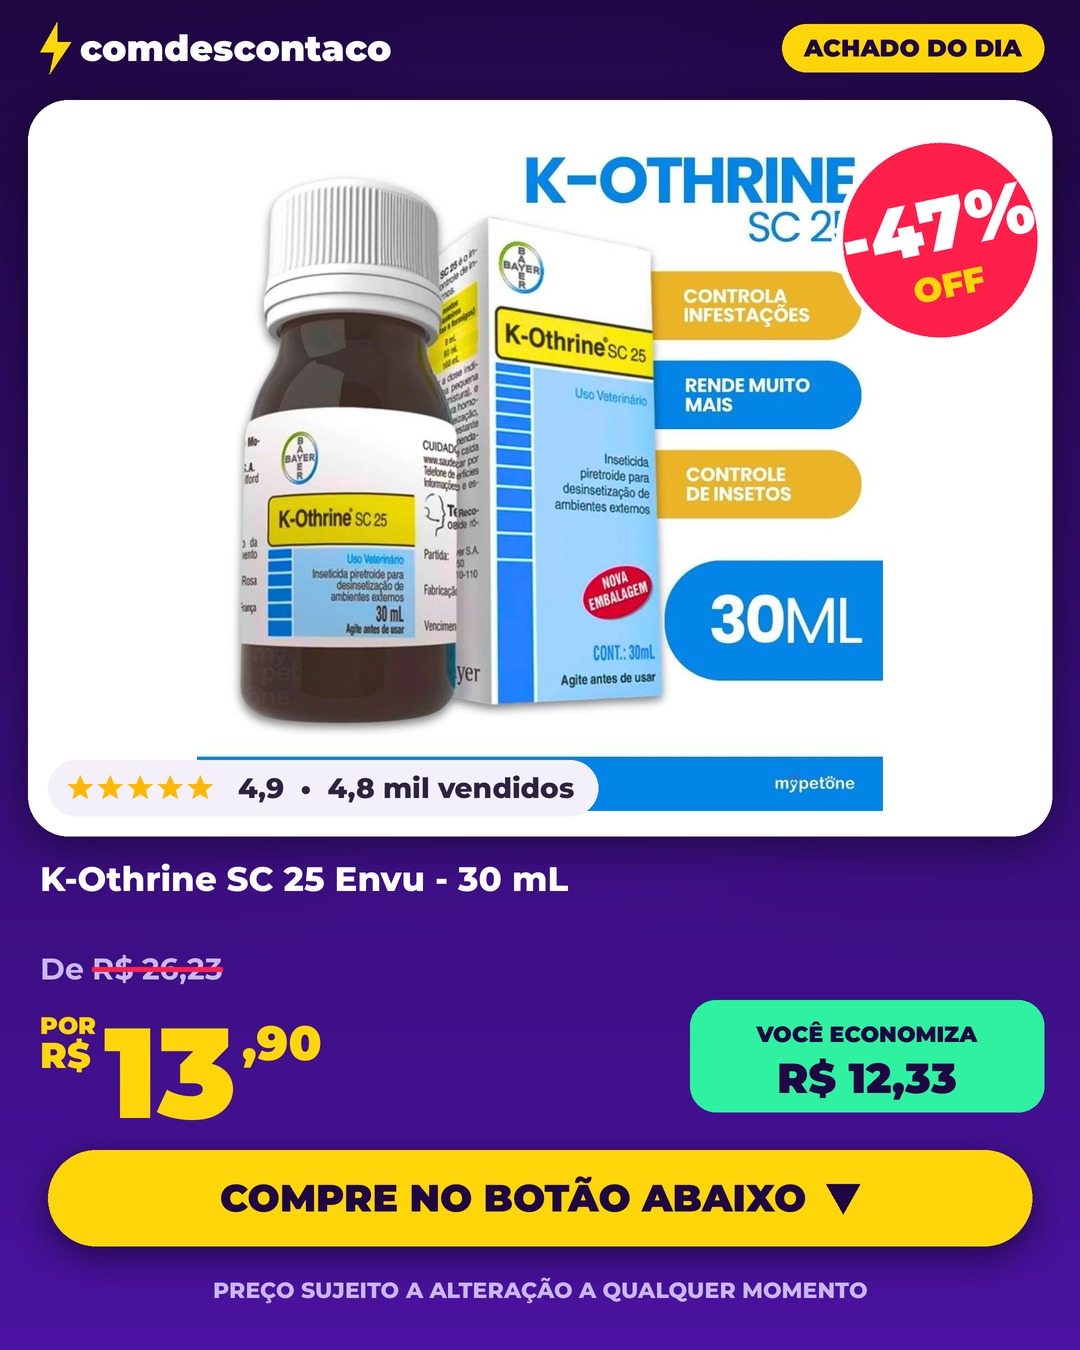 comdescontaco
ACHADO DO DIA
K-OTHRINE
SC 25
-47%
OFF
CONTROLA
INFESTAÇÕES
RENDE MUITO
MAIS
CONTROLE
DE INSETOS
30ML
BAYER
K-Othrine® SC 25
Uso Veterinário
Inseticida
piretroide para
desinsetização de
ambientes externos
NOVA
EMBALAGEM
CONT.: 30mL
Agite antes de usar
BAYER
K-Othrine® SC 25
Uso Veterinário
Inseticida piretroide para
desinsetização de
ambientes externos
30 mL
Agite antes de usar
Partida:
Fabricaçã
Vencimen
mypetone
4,9 • 4,8 mil vendidos
K-Othrine SC 25 Envu - 30 mL
De R$ 26,23
POR
R$ 13,90
VOCÊ ECONOMIZA
R$ 12,33
COMPRE NO BOTÃO ABAIXO ▼
PREÇO SUJEITO A ALTERAÇÃO A QUALQUER MOMENTO